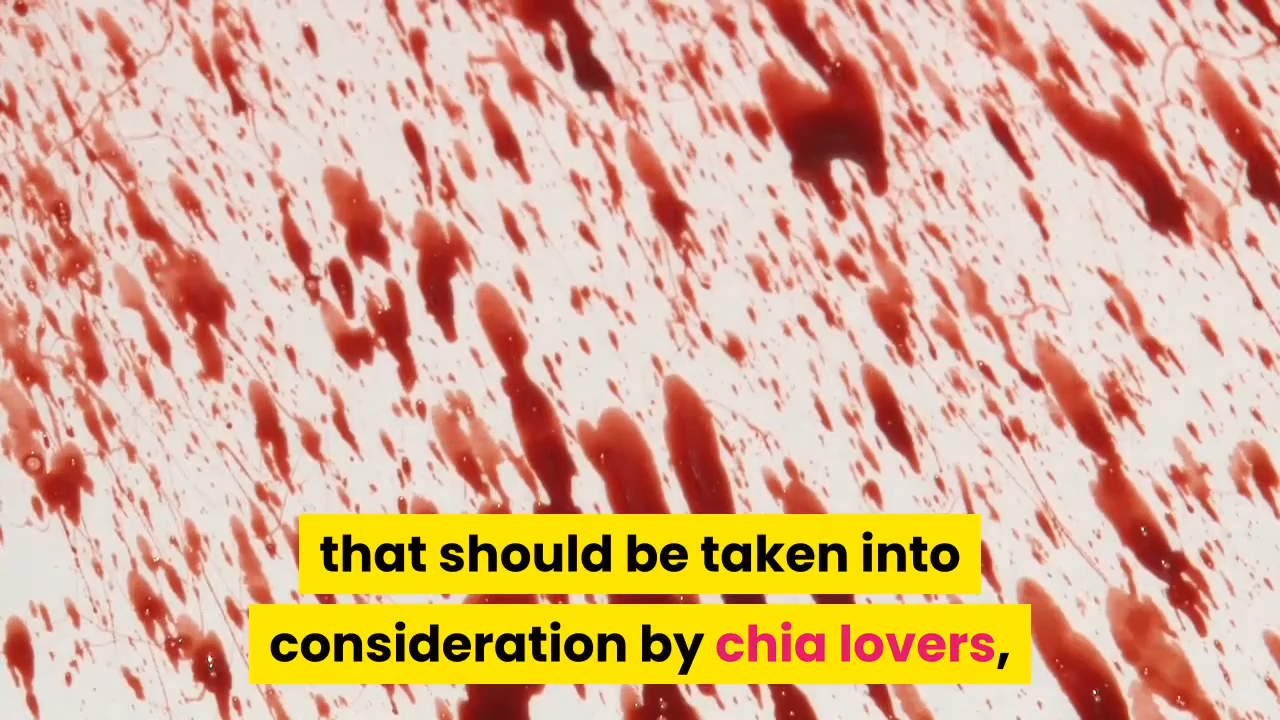 that should be taken into
consideration by chia lovers,